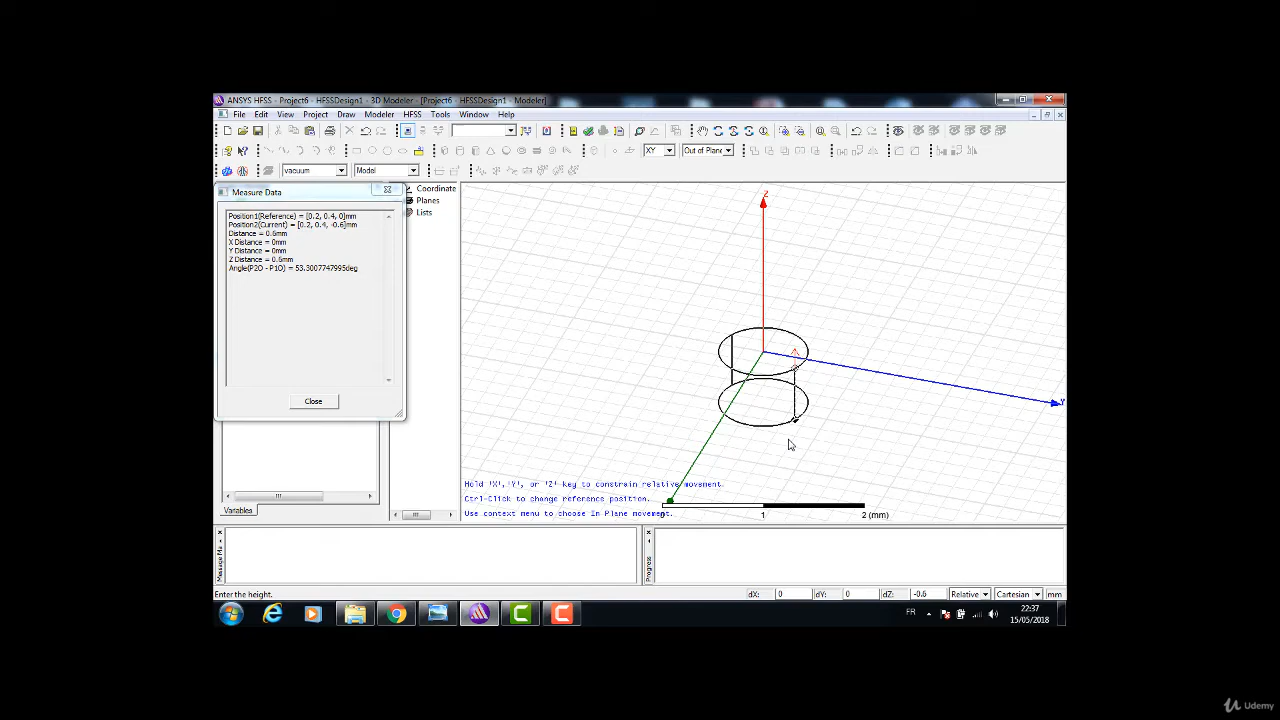 ANSYS HFSS - Project6 - HFSSDesign1 - 3D Modeler - [Project6 - HFSSDesign1 - Modeler]
File Edit View Project Draw Modeler HFSS Tools Window Help
XY Out of Plane
vacuum Model
Measure Data
Coordinate
Planes
Lists
Position1(Reference) = [0.2, 0.4, 0]mm
Position2(Current) = [0.2, 0.4, -0.6]mm
Distance = 0.6mm
X Distance = 0mm
Y Distance = 0mm
Z Distance = 0.6mm
Angle(P2O - P1O) = 53.3007747995deg
Close
Z
Y
Hold 'X','Y', or 'Z' key to constrain relative movement.
Ctrl-Click to change reference position.
Use context menu to choose In Plane movement.
0 1 2 (mm)
Variables
Message Ma
Progress
Enter the height.
dX: 0 dY: 0 dZ: -0.6 Relative Cartesian mm
FR
22:37
15/05/2018
Udemy